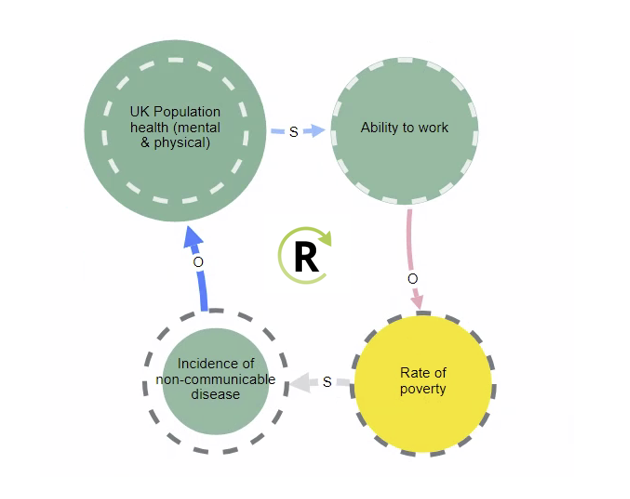 UK Population
health (mental
& physical)
S
Ability to work
O
R
O
Incidence of
non-communicable
disease
S
Rate of
poverty